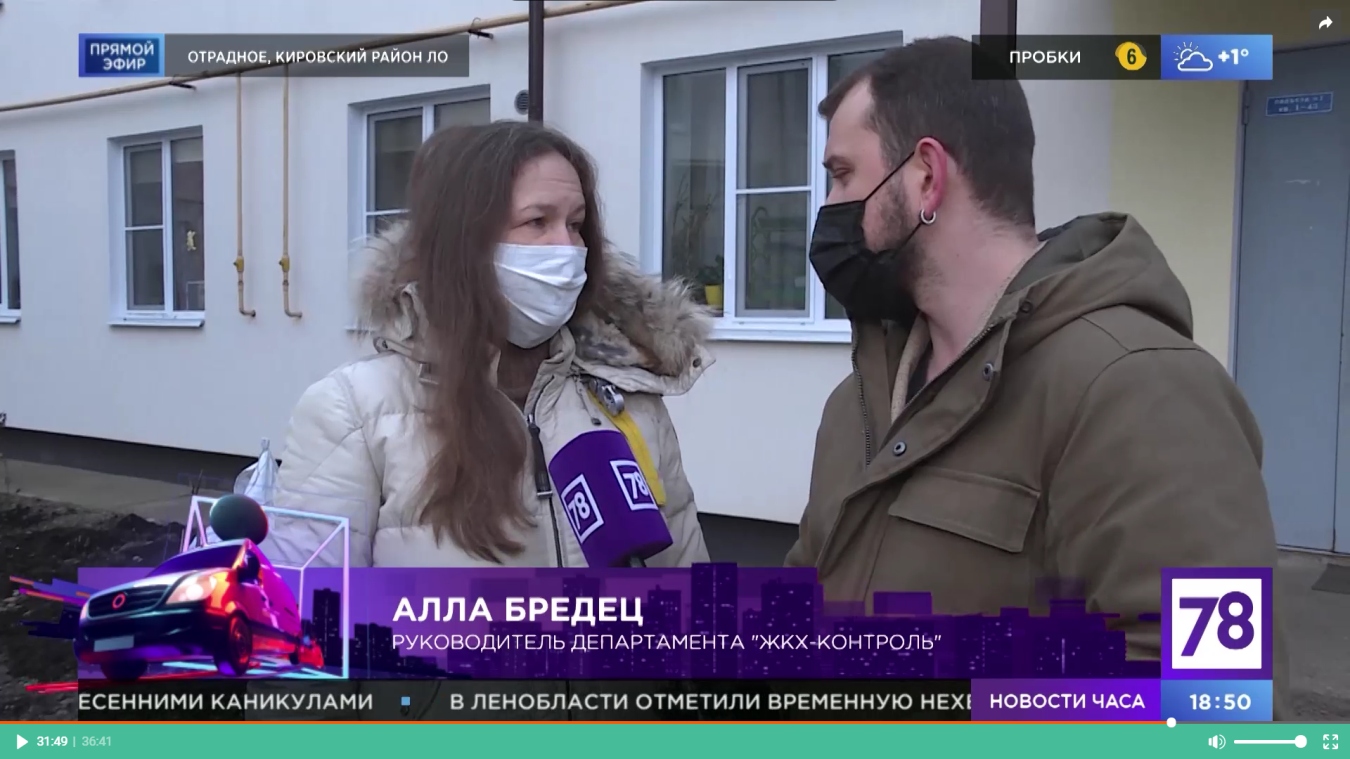 ПРЯМОЙ
ЭФИР
ОТРАДНОЕ, КИРОВСКИЙ РАЙОН ЛО
ПРОБКИ
6
+1°
78
78
АЛЛА БРЕДЕЦ
РУКОВОДИТЕЛЬ ДЕПАРТАМЕНТА "ЖКХ-КОНТРОЛЬ"
78
ЕСЕННИМИ КАНИКУЛАМИ
В ЛЕНОБЛАСТИ ОТМЕТИЛИ ВРЕМЕННУЮ НЕХ
НОВОСТИ ЧАСА
18:50
31:49 | 36:41